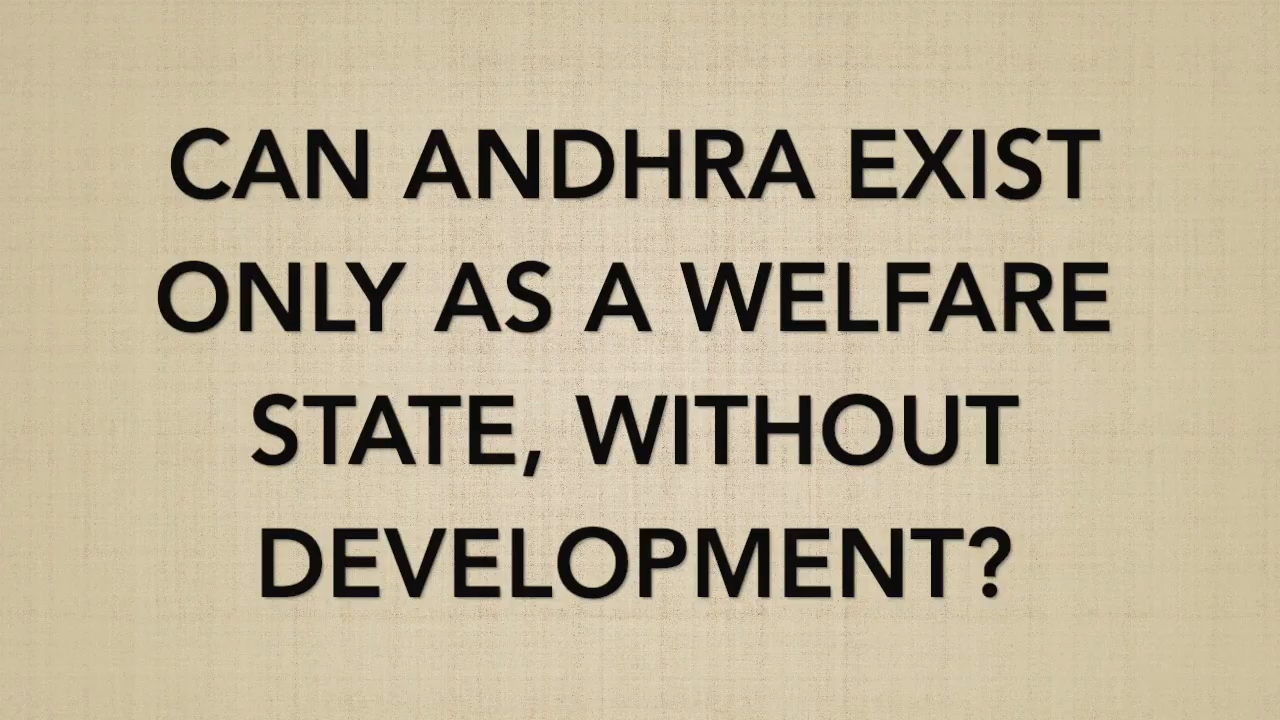 CAN ANDHRA EXIST
ONLY AS A WELFARE
STATE, WITHOUT
DEVELOPMENT?